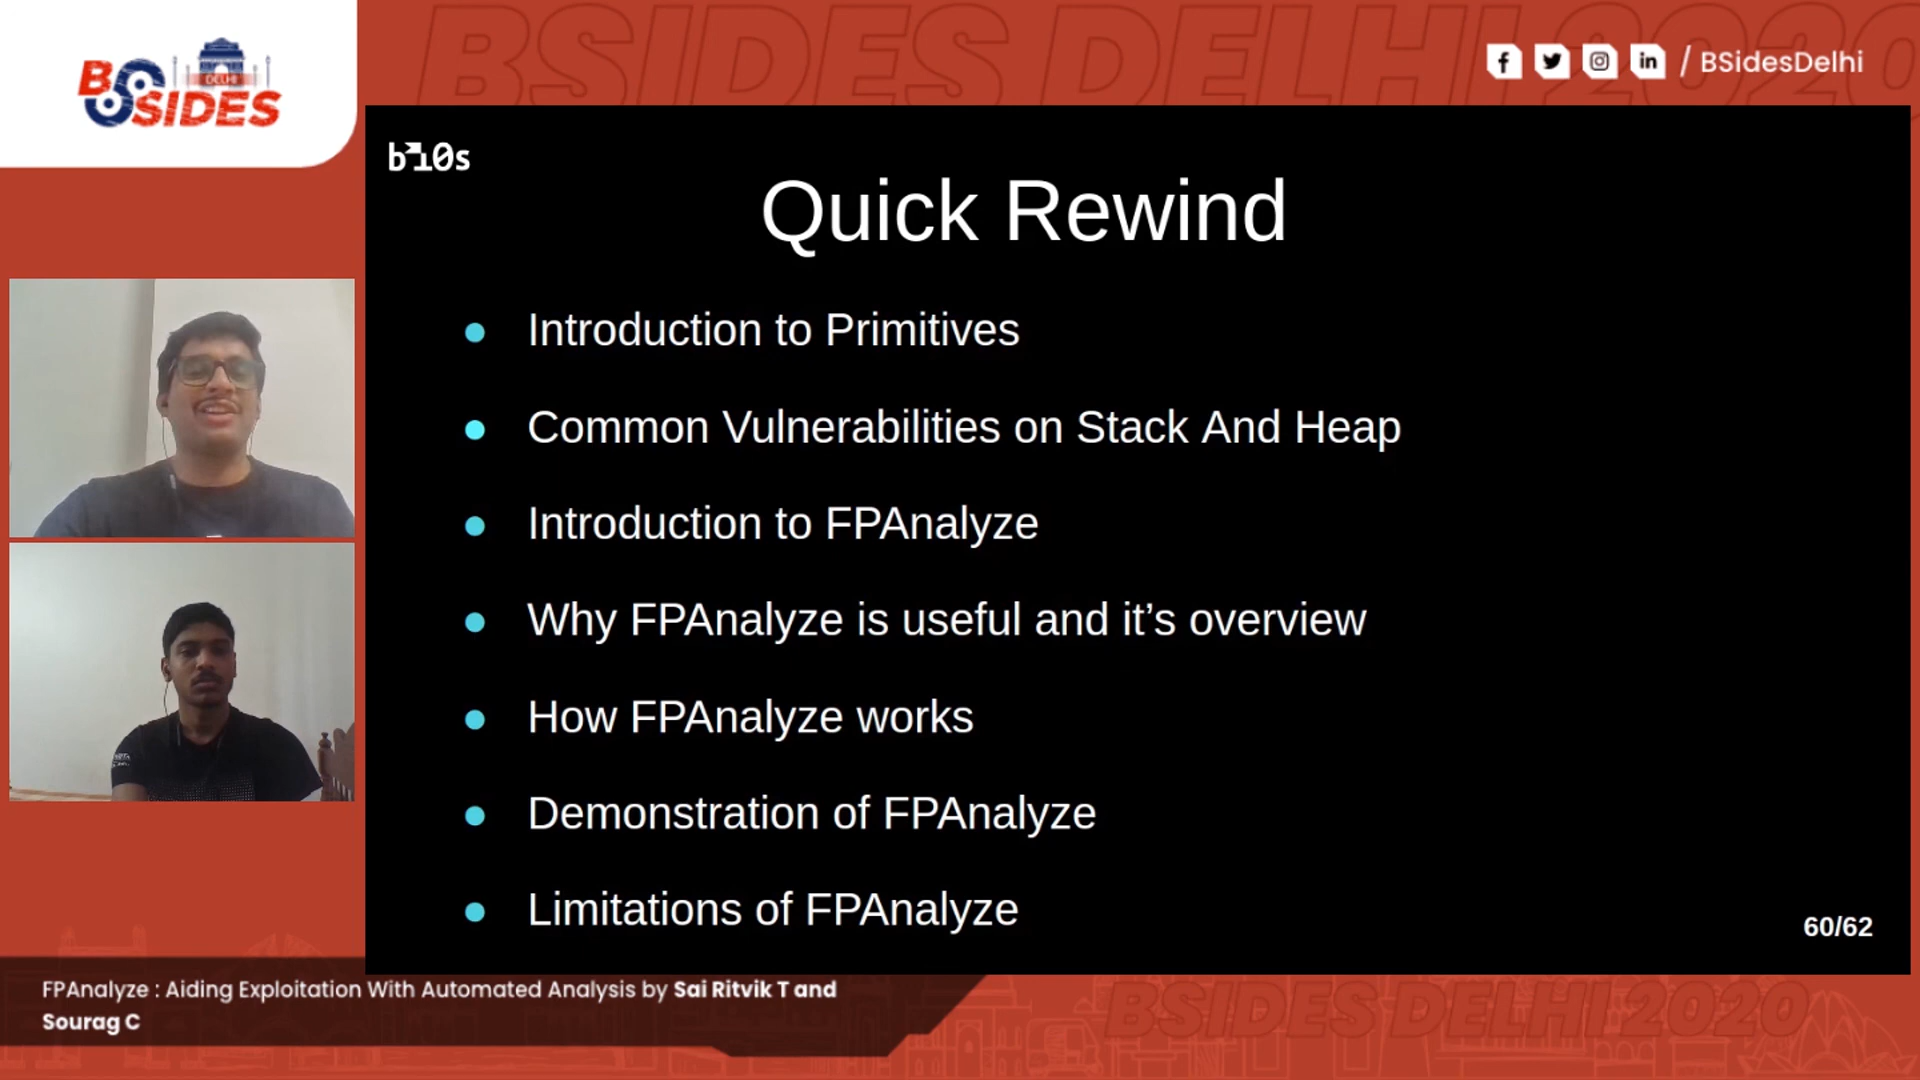 BSIDES DELHI 2020
B SIDES
DELHI
/ BSidesDelhi
bi0s
Quick Rewind
Introduction to Primitives
Common Vulnerabilities on Stack And Heap
Introduction to FPAnalyze
Why FPAnalyze is useful and it’s overview
How FPAnalyze works
Demonstration of FPAnalyze
Limitations of FPAnalyze
60/62
FPAnalyze : Aiding Exploitation With Automated Analysis by Sai Ritvik T and
Sourag C
BSIDES DELHI 2020